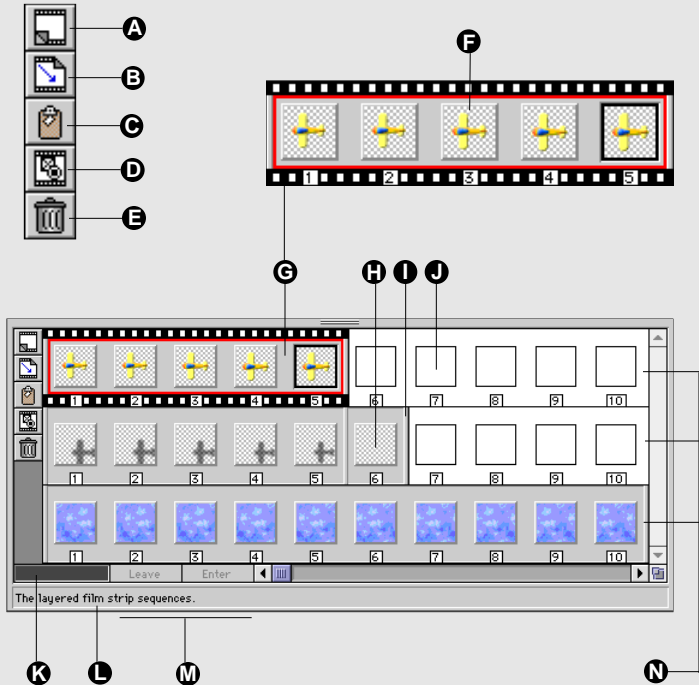 A
B
C
D
E
F
1 2 3 4 5
G H I J
1 2 3 4 5 6 7 8 9 10
1 2 3 4 5 6 7 8 9 10
1 2 3 4 5 6 7 8 9 10
Leave Enter
The layered film strip sequences.
K L M N